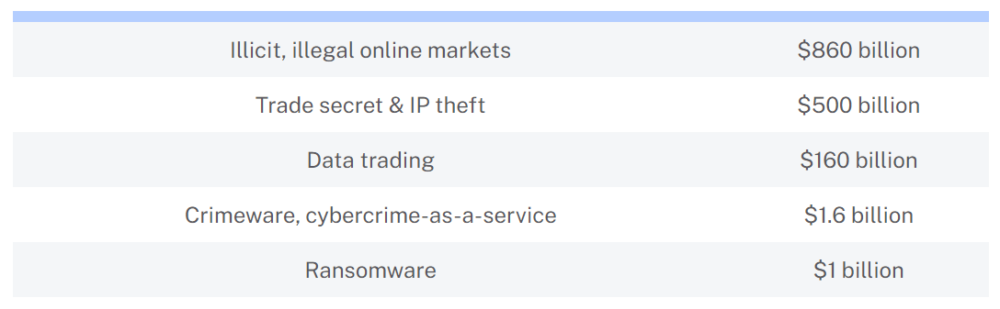 Illicit, illegal online markets $860 billion
Trade secret & IP theft $500 billion
Data trading $160 billion
Crimeware, cybercrime-as-a-service $1.6 billion
Ransomware $1 billion